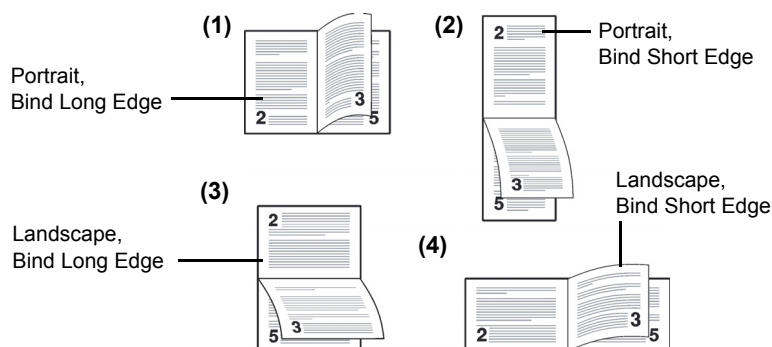 (1)
Portrait,
Bind Long Edge
2
3
5
(2)
2
Portrait,
Bind Short Edge
3
5
(3)
Landscape,
Bind Long Edge
2
3
5
(4)
Landscape,
Bind Short Edge
2
3
5